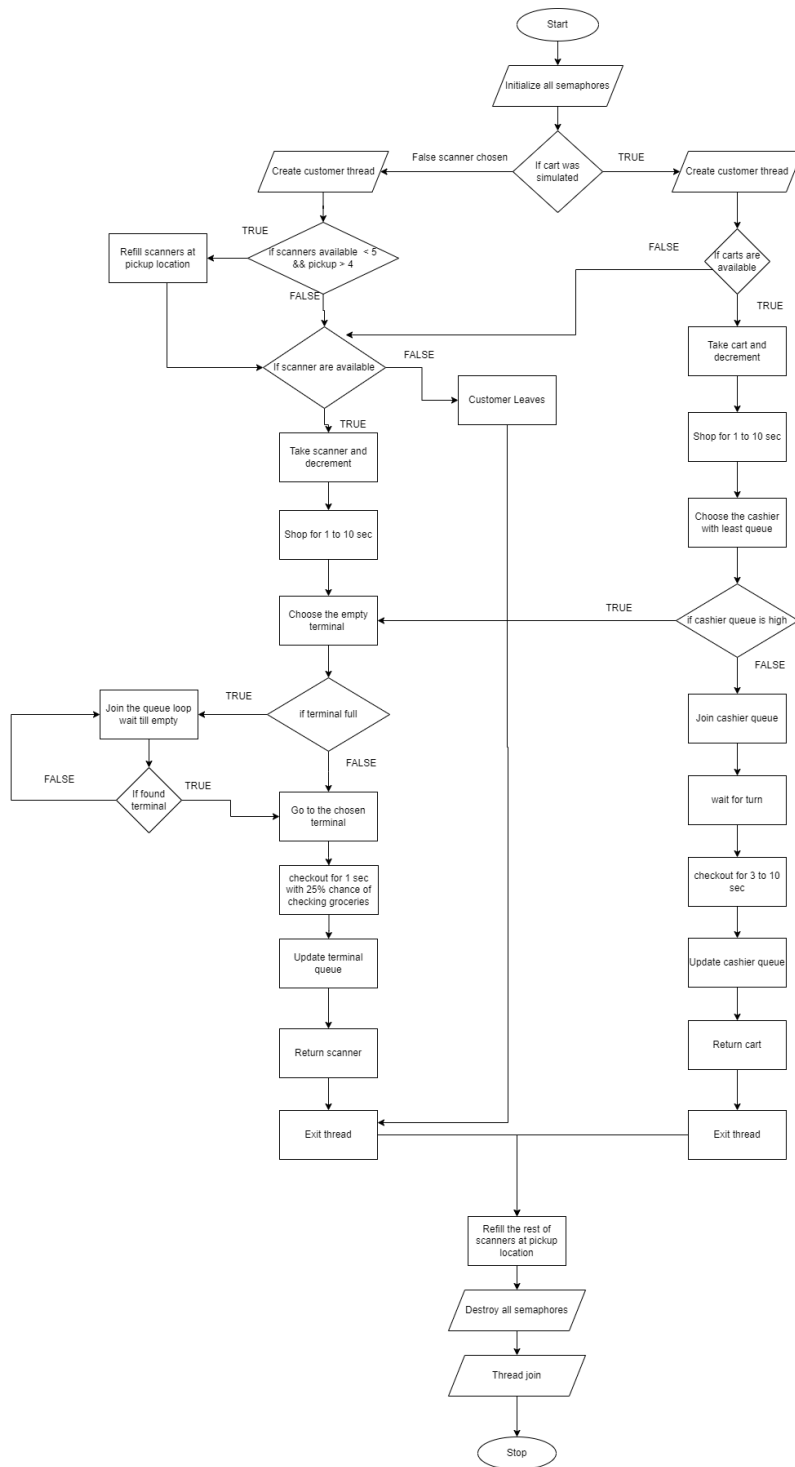 Start
Initialize all semaphores
False scanner chosen
If cart was
simulated
TRUE
Create customer thread
Create customer thread
TRUE
Refill scanners at
pickup location
if scanners available < 5
&& pickup > 4
FALSE
If carts are
available
FALSE
TRUE
If scanner are available
FALSE
Take cart and
decrement
Customer Leaves
TRUE
Take scanner and
decrement
Shop for 1 to 10 sec
Shop for 1 to 10 sec
Choose the cashier
with least queue
Choose the empty
terminal
TRUE
if cashier queue is high
FALSE
Join the queue loop
wait till empty
TRUE
if terminal full
Join cashier queue
FALSE
FALSE
If found
terminal
TRUE
Go to the chosen
terminal
wait for turn
checkout for 1 sec
with 25% chance of
checking groceries
checkout for 3 to 10
sec
Update terminal
queue
Update cashier queue
Return scanner
Return cart
Exit thread
Exit thread
Refill the rest of
scanners at pickup
location
Destroy all semaphores
Thread join
Stop